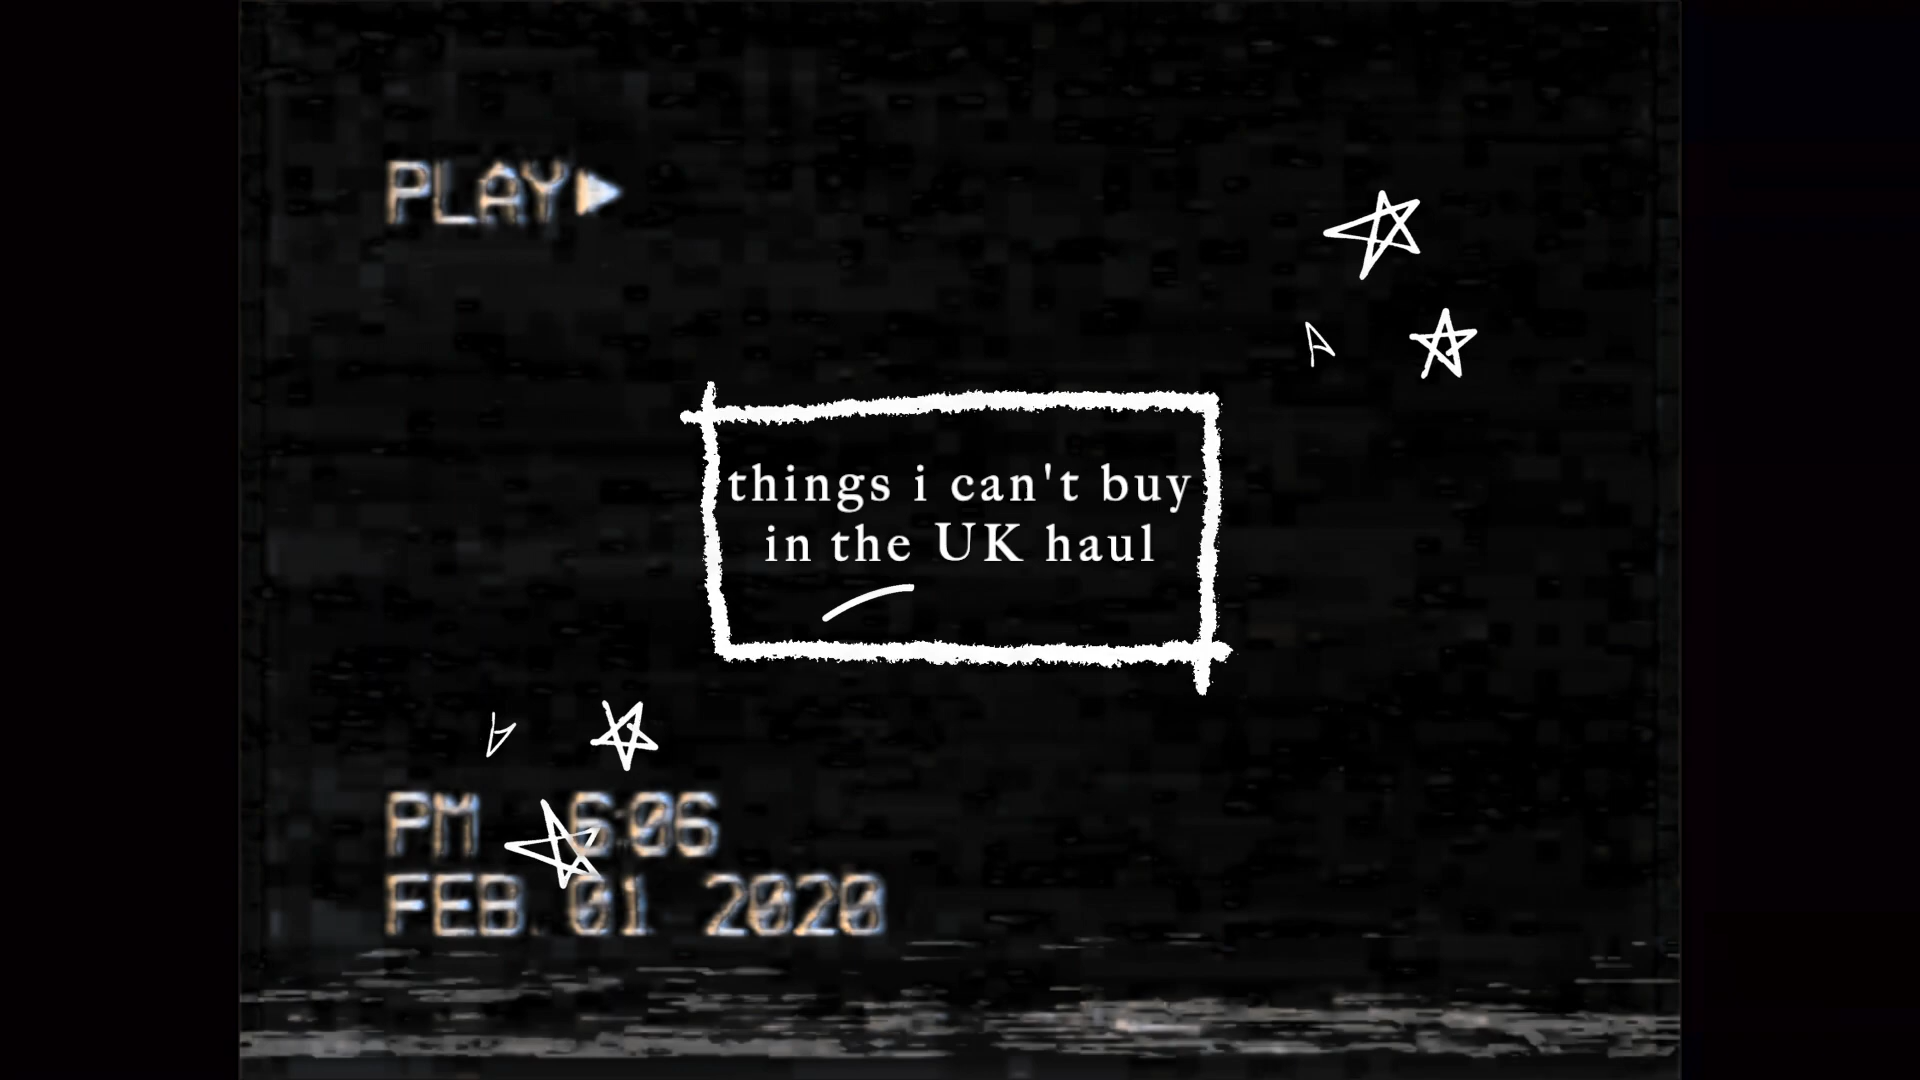 PLAY▶
things i can't buy
in the UK haul
PM 6:06
FEB. 01 2020